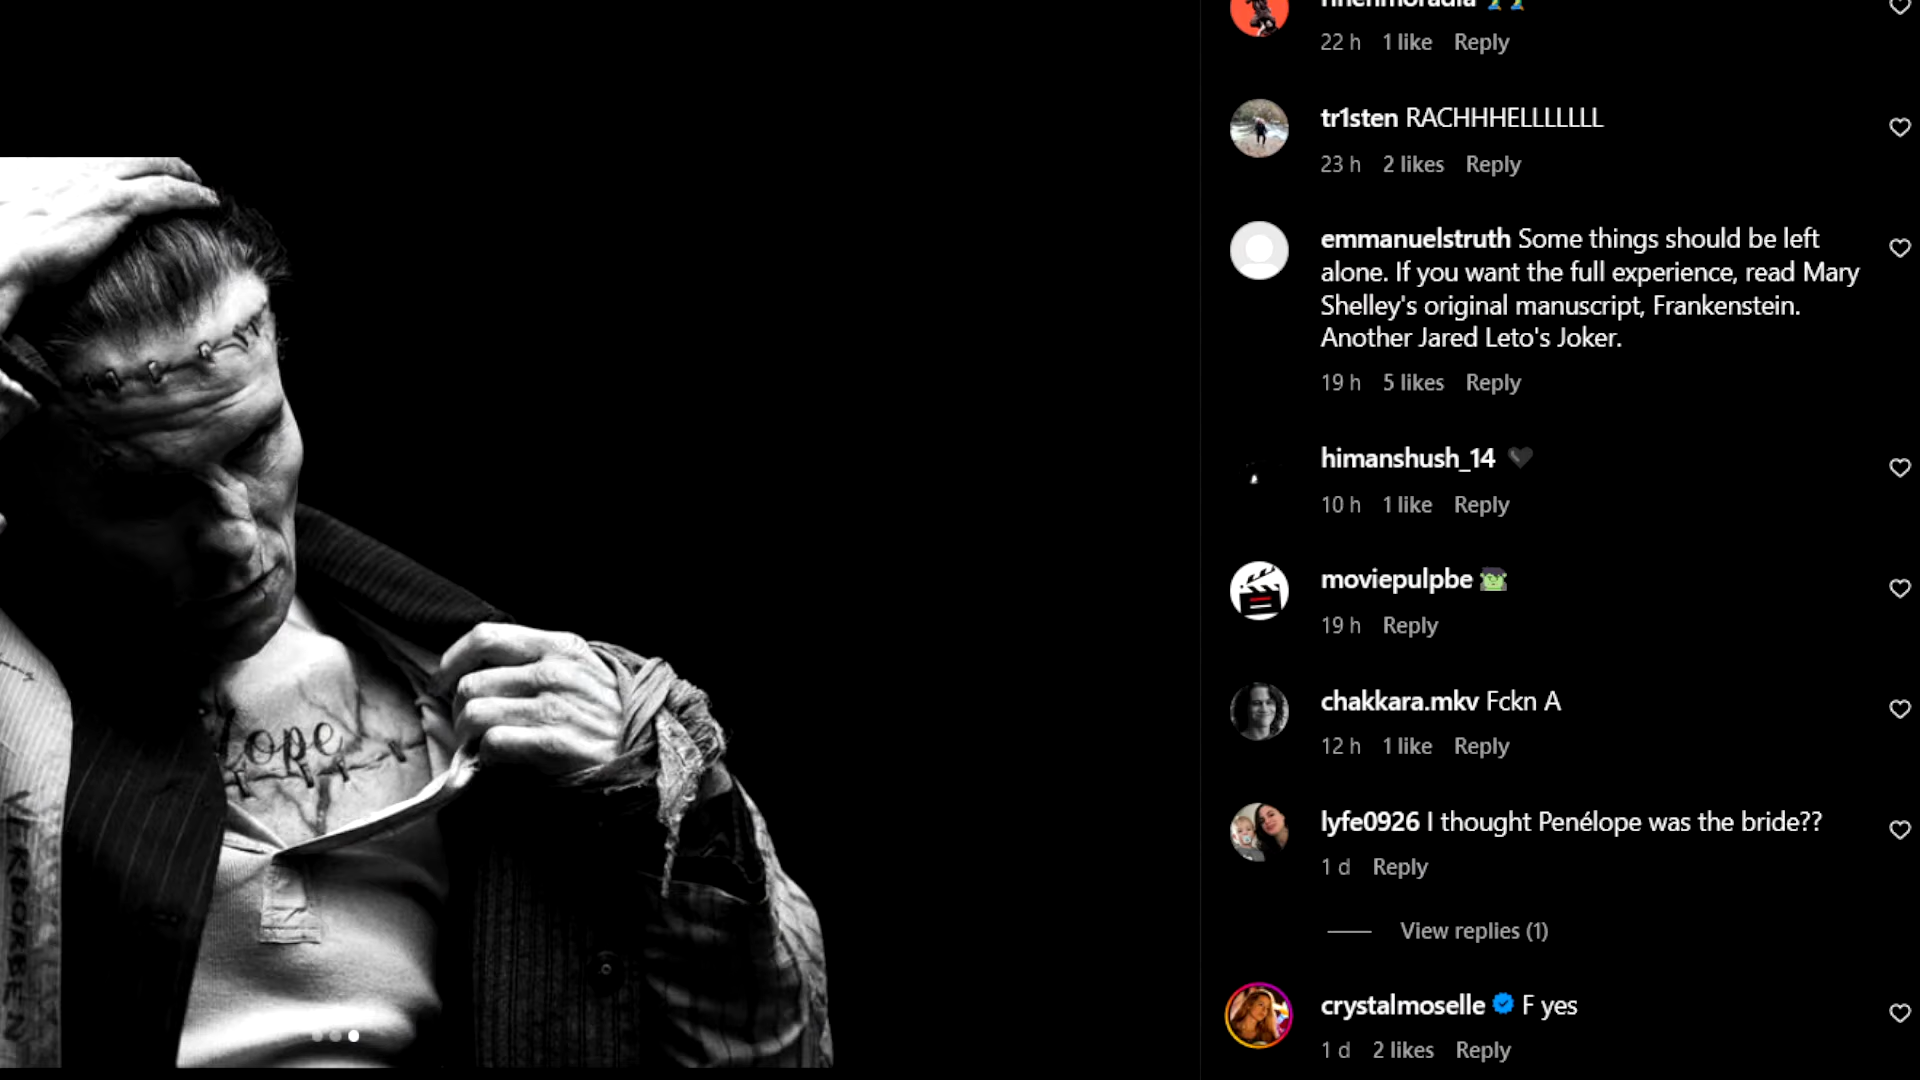 22 h 1 like Reply
tr1sten RACHHHELLLLLLL
23 h 2 likes Reply
emmanuelstruth Some things should be left
alone. If you want the full experience, read Mary
Shelley's original manuscript, Frankenstein.
Another Jared Leto's Joker.
19 h 5 likes Reply
himanshush_14 🖤
10 h 1 like Reply
moviepulpbe
19 h Reply
chakkara.mkv Fckn A
12 h 1 like Reply
lyfe0926 I thought Penélope was the bride??
1 d Reply
View replies (1)
crystalmoselle F yes
1 d 2 likes Reply
VERDORBEN